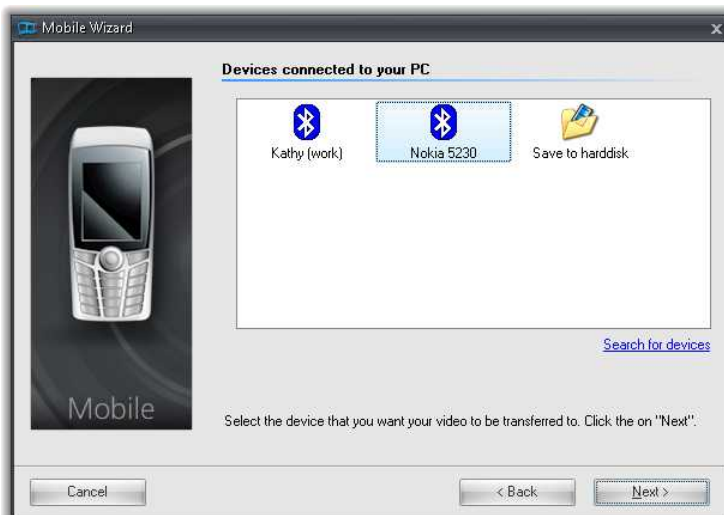 Mobile Wizard
x
Devices connected to your PC
Kathy (work)
Nokia 5230
Save to harddisk
Search for devices
Mobile
Select the device that you want your video to be transferred to. Click the on "Next".
Cancel
< Back
Next >